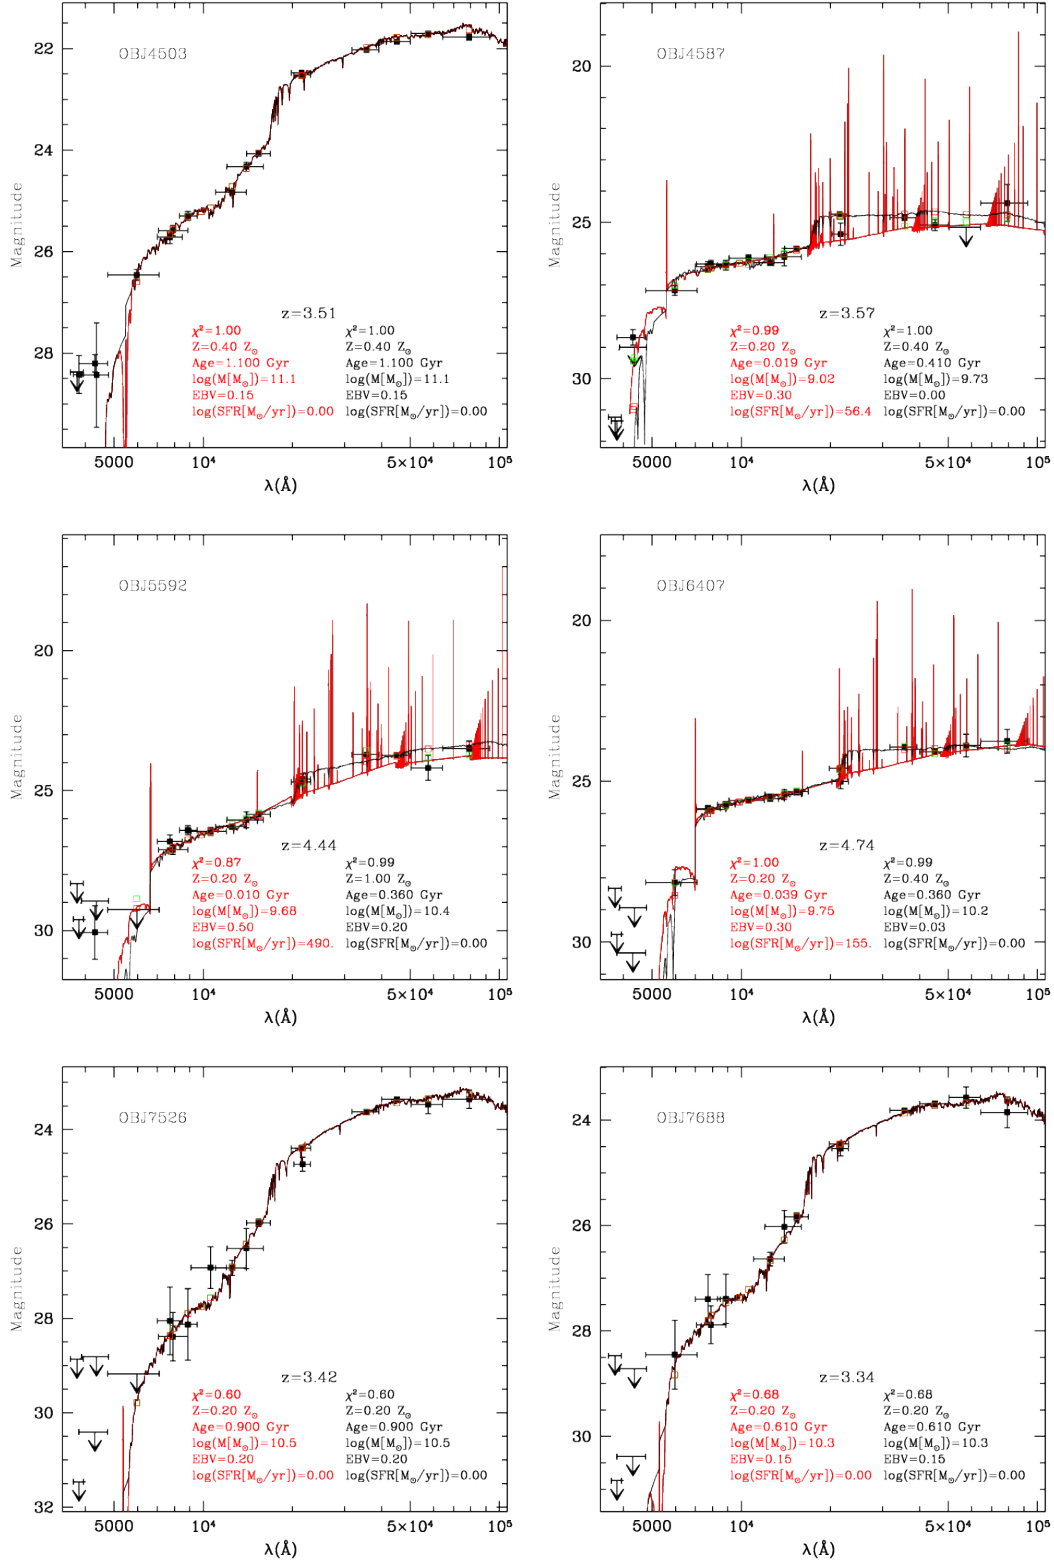 OBJ4503
22
24
26
28
Magnitude
z=3.51
χ²=1.00 χ²=1.00
Z=0.40 Z⊙ Z=0.40 Z⊙
Age=1.100 Gyr Age=1.100 Gyr
log(M[M⊙])=11.1 log(M[M⊙])=11.1
EBV=0.15 EBV=0.15
log(SFR[M⊙/yr])=0.00 log(SFR[M⊙/yr])=0.00
5000 10⁴ 5×10⁴ 10⁵
λ(Å)
OBJ4587
20
25
30
Magnitude
z=3.57
χ²=0.99 χ²=1.00
Z=0.20 Z⊙ Z=0.40 Z⊙
Age=0.019 Gyr Age=0.410 Gyr
log(M[M⊙])=9.02 log(M[M⊙])=9.73
EBV=0.30 EBV=0.00
log(SFR[M⊙/yr])=56.4 log(SFR[M⊙/yr])=0.00
5000 10⁴ 5×10⁴ 10⁵
λ(Å)
OBJ5592
20
25
30
Magnitude
z=4.44
χ²=0.87 χ²=0.99
Z=0.20 Z⊙ Z=1.00 Z⊙
Age=0.010 Gyr Age=0.360 Gyr
log(M[M⊙])=9.68 log(M[M⊙])=10.4
EBV=0.50 EBV=0.20
log(SFR[M⊙/yr])=490. log(SFR[M⊙/yr])=0.00
5000 10⁴ 5×10⁴ 10⁵
λ(Å)
OBJ6407
20
25
30
Magnitude
z=4.74
χ²=1.00 χ²=0.99
Z=0.20 Z⊙ Z=0.40 Z⊙
Age=0.039 Gyr Age=0.360 Gyr
log(M[M⊙])=9.75 log(M[M⊙])=10.2
EBV=0.30 EBV=0.03
log(SFR[M⊙/yr])=155. log(SFR[M⊙/yr])=0.00
5000 10⁴ 5×10⁴ 10⁵
λ(Å)
OBJ7526
24
26
28
30
32
Magnitude
z=3.42
χ²=0.60 χ²=0.60
Z=0.20 Z⊙ Z=0.20 Z⊙
Age=0.900 Gyr Age=0.900 Gyr
log(M[M⊙])=10.5 log(M[M⊙])=10.5
EBV=0.20 EBV=0.20
log(SFR[M⊙/yr])=0.00 log(SFR[M⊙/yr])=0.00
5000 10⁴ 5×10⁴ 10⁵
λ(Å)
OBJ7688
24
26
28
30
Magnitude
z=3.34
χ²=0.68 χ²=0.68
Z=0.20 Z⊙ Z=0.20 Z⊙
Age=0.610 Gyr Age=0.610 Gyr
log(M[M⊙])=10.3 log(M[M⊙])=10.3
EBV=0.15 EBV=0.15
log(SFR[M⊙/yr])=0.00 log(SFR[M⊙/yr])=0.00
5000 10⁴ 5×10⁴ 10⁵
λ(Å)